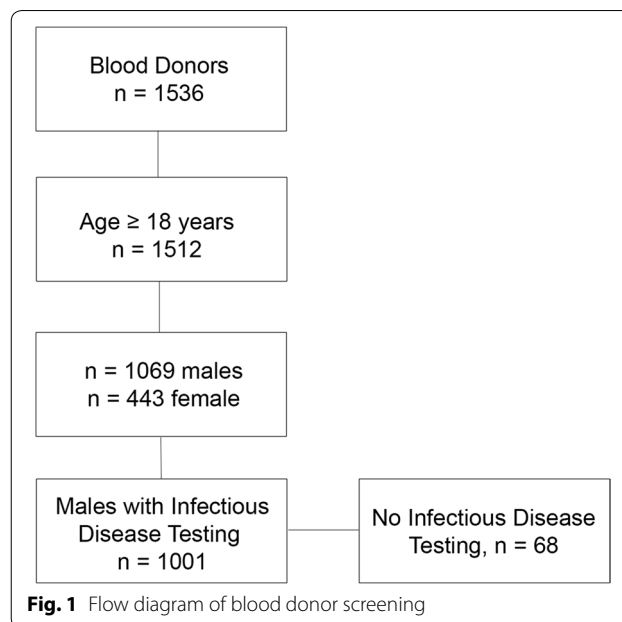 Blood Donors
n = 1536
Age ≥ 18 years
n = 1512
n = 1069 males
n = 443 female
Males with Infectious
Disease Testing
n = 1001
No Infectious Disease
Testing, n = 68
Fig. 1 Flow diagram of blood donor screening